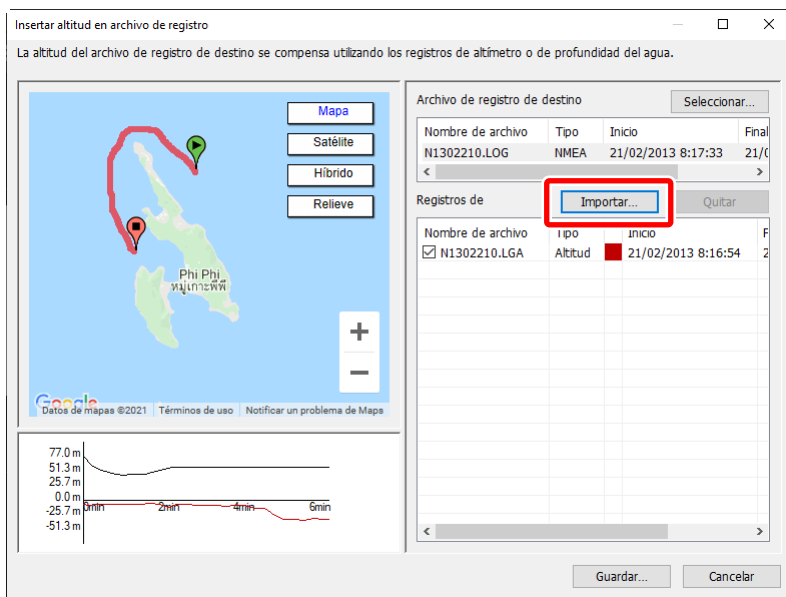 Insertar altitud en archivo de registro
La altitud del archivo de registro de destino se compensa utilizando los registros de altímetro o de profundidad del agua.
Mapa
Satélite
Híbrido
Relieve
Phi Phi
หมู่เกาะพีพี
+
−
Google
Datos de mapas ©2021 Términos de uso Notificar un problema de Maps
77.0 m
51.3 m
25.7 m
0.0 m
-25.7 m
-51.3 m
0min 2min 4min 6min
Archivo de registro de destino Seleccionar...
Nombre de archivo Tipo Inicio Final
N1302210.LOG NMEA 21/02/2013 8:17:33 21/0
Registros de Importar... Quitar
Nombre de archivo Tipo Inicio F
N1302210.LGA Altitud 21/02/2013 8:16:54 2
Guardar... Cancelar